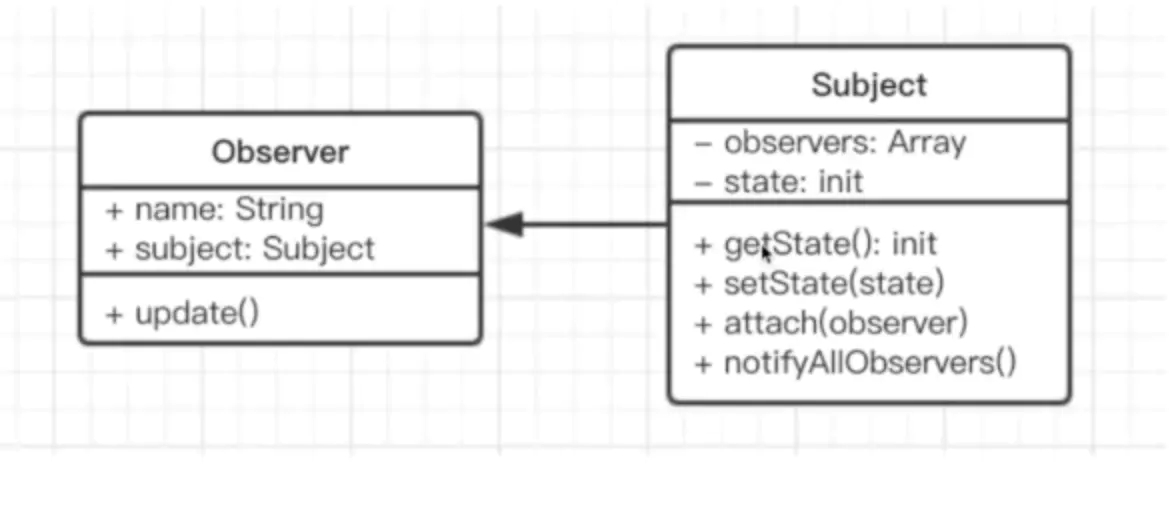 Observer
+ name: String
+ subject: Subject
+ update()
Subject
– observers: Array
– state: init
+ getState(): init
+ setState(state)
+ attach(observer)
+ notifyAllObservers()